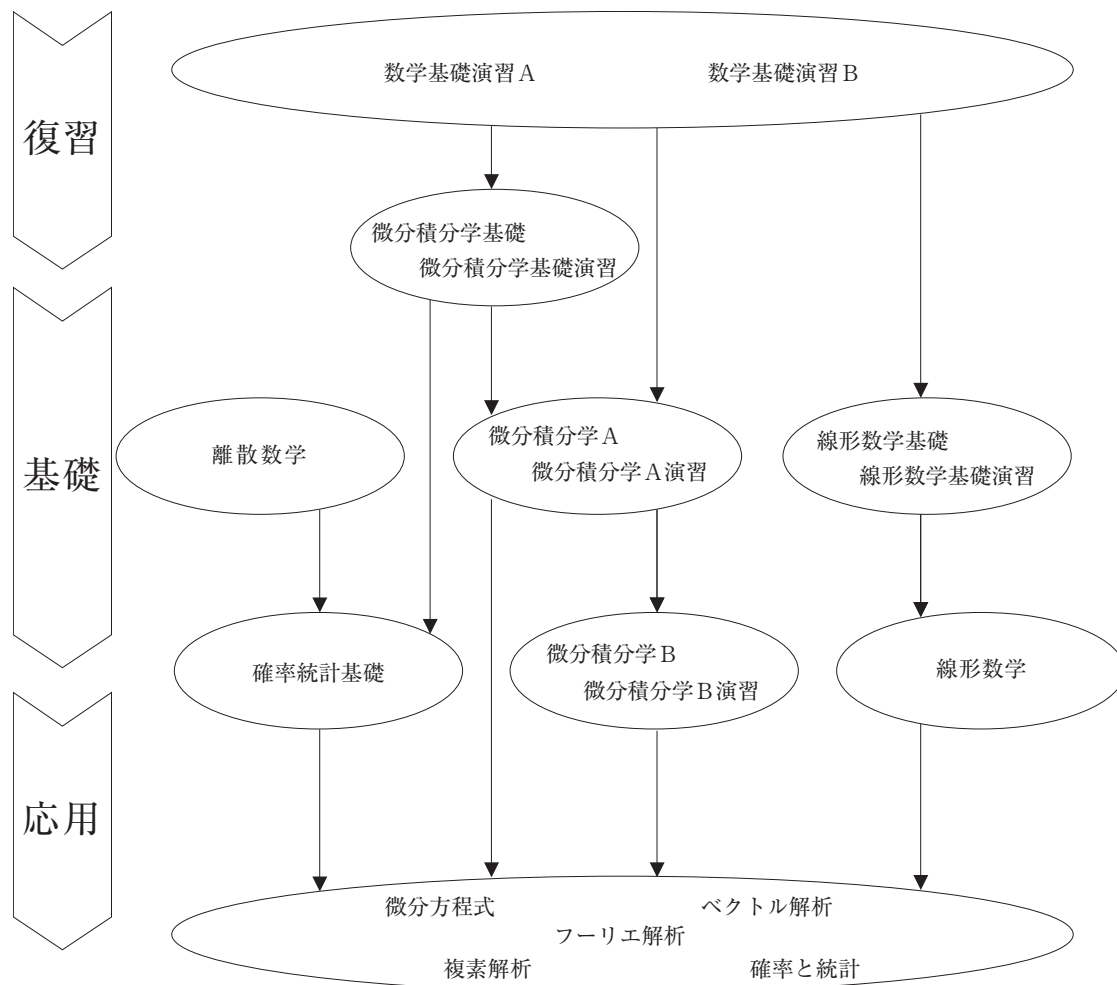 復習
数学基礎演習A
数学基礎演習B
微分積分学基礎
微分積分学基礎演習
基礎
離散数学
微分積分学A
微分積分学A演習
線形数学基礎
線形数学基礎演習
確率統計基礎
微分積分学B
微分積分学B演習
線形数学
応用
微分方程式
ベクトル解析
フーリエ解析
複素解析
確率と統計